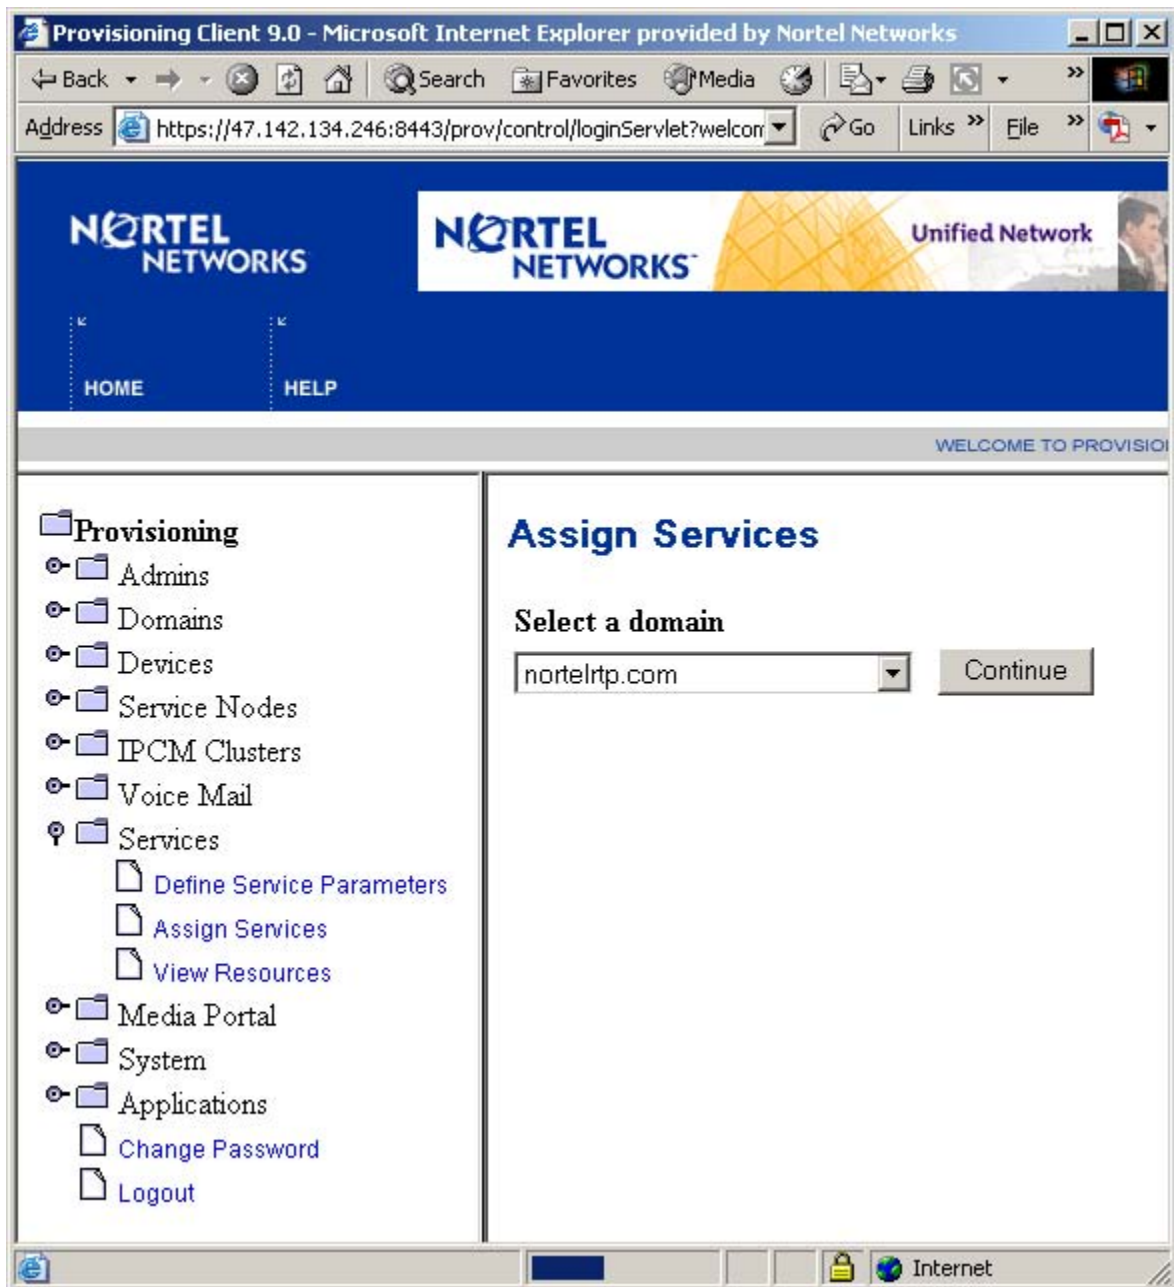 Provisioning Client 9.0 - Microsoft Internet Explorer provided by Nortel Networks
Back Search Favorites Media »
Address https://47.142.134.246:8443/prov/control/loginServlet?welcom Go Links » File »
NORTEL
NETWORKS
NORTEL
NETWORKS™
Unified Network
HOME HELP
WELCOME TO PROVISIO
Provisioning
Admins
Domains
Devices
Service Nodes
IPCM Clusters
Voice Mail
Services
Define Service Parameters
Assign Services
View Resources
Media Portal
System
Applications
Change Password
Logout
Assign Services
Select a domain
nortelrtp.com Continue
Internet